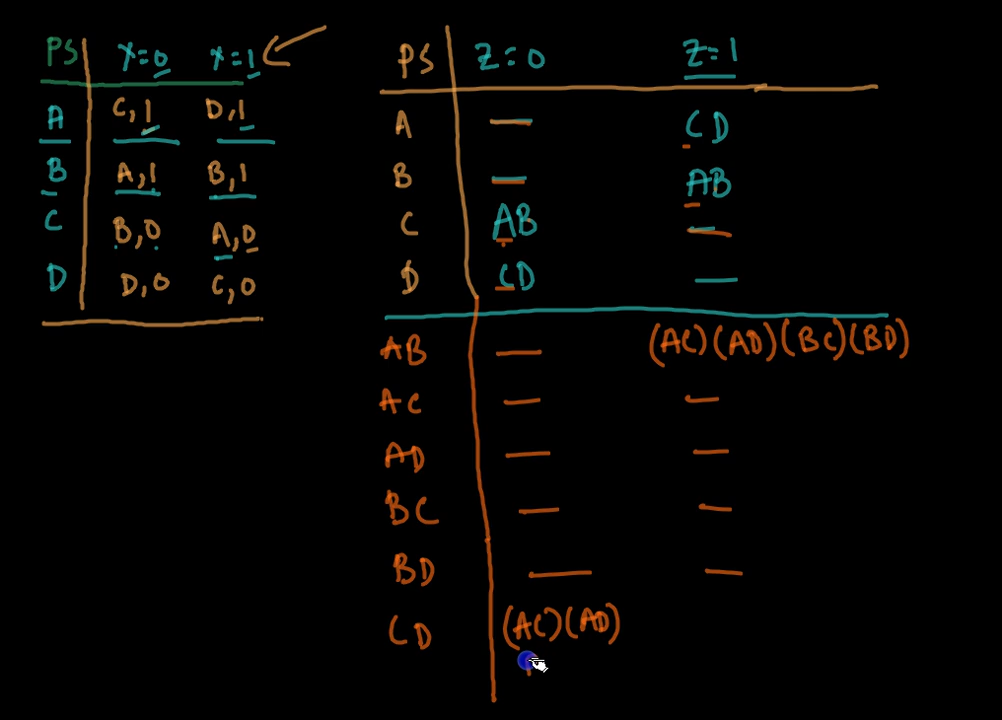 PS X=0 X=1
A C,1 D,1
B A,1 B,1
C B,0 A,0
D D,0 C,0
PS Z=0 Z=1
A — CD
B — AB
C AB —
D CD —
AB — (AC)(AD)(BC)(BD)
AC — —
AD — —
BC — —
BD — —
CD (AC)(AD)